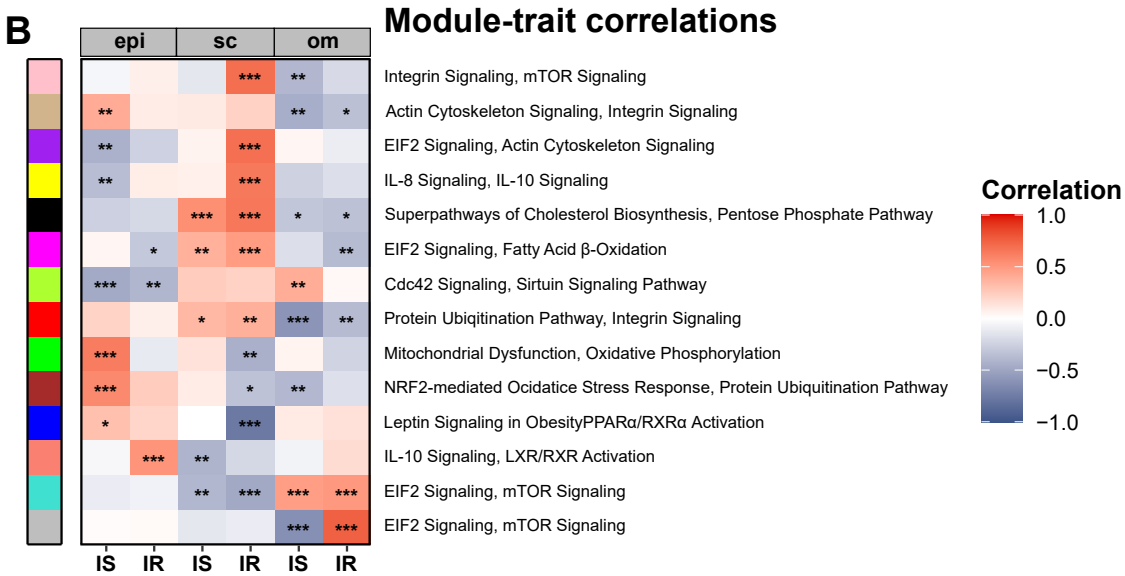 B
Module-trait correlations
epi sc om
*** ** Integrin Signaling, mTOR Signaling
** ** * Actin Cytoskeleton Signaling, Integrin Signaling
** *** EIF2 Signaling, Actin Cytoskeleton Signaling
** *** IL-8 Signaling, IL-10 Signaling
*** *** * * Superpathways of Cholesterol Biosynthesis, Pentose Phosphate Pathway
* ** *** ** EIF2 Signaling, Fatty Acid β-Oxidation
*** ** ** Cdc42 Signaling, Sirtuin Signaling Pathway
* ** *** ** Protein Ubiqitination Pathway, Integrin Signaling
*** ** Mitochondrial Dysfunction, Oxidative Phosphorylation
*** * ** NRF2-mediated Ocidatice Stress Response, Protein Ubiquitination Pathway
* *** Leptin Signaling in ObesityPPARα/RXRα Activation
*** ** IL-10 Signaling, LXR/RXR Activation
** *** *** *** EIF2 Signaling, mTOR Signaling
*** *** EIF2 Signaling, mTOR Signaling
IS IR IS IR IS IR
Correlation
1.0
0.5
0.0
−0.5
−1.0